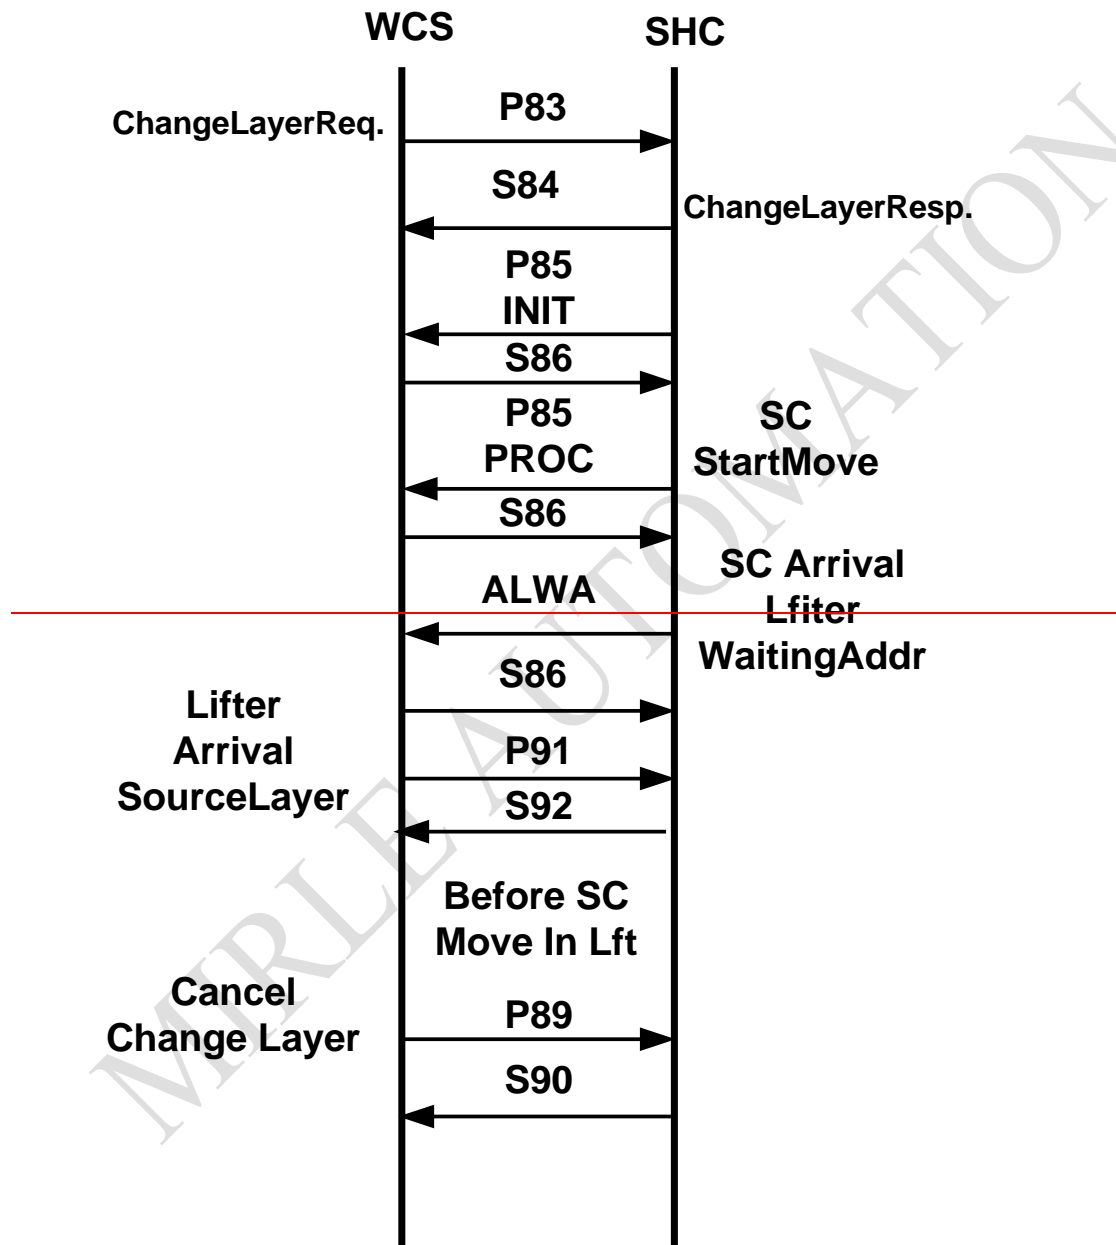 WCS
SHC
P83
ChangeLayerReq.
S84
ChangeLayerResp.
P85
INIT
S86
P85
PROC
SC
StartMove
S86
ALWA
SC Arrival
Lfiter
WaitingAddr
S86
Lifter
Arrival
SourceLayer
P91
S92
Before SC
Move In Lft
Cancel
Change Layer
P89
S90
MIRLE AUTOMATION